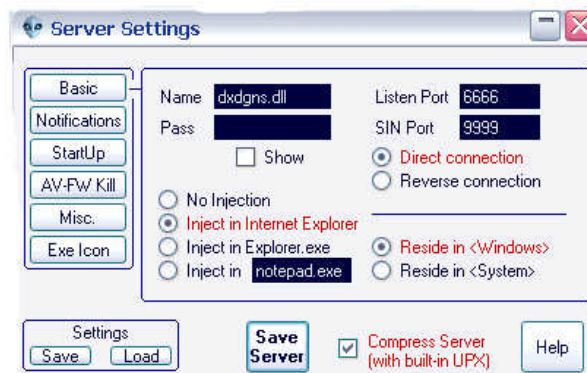 Server Settings
Basic
Notifications
StartUp
AV-FW Kill
Misc.
Exe Icon
Name dxdgns.dll
Pass
Show
Listen Port 6666
SIN Port 9999
Direct connection
Reverse connection
No Injection
Inject in Internet Explorer
Inject in Explorer.exe
Inject in notepad.exe
Reside in <Windows>
Reside in <System>
Settings
Save Load
Save
Server
Compress Server
(with built-in UPX)
Help